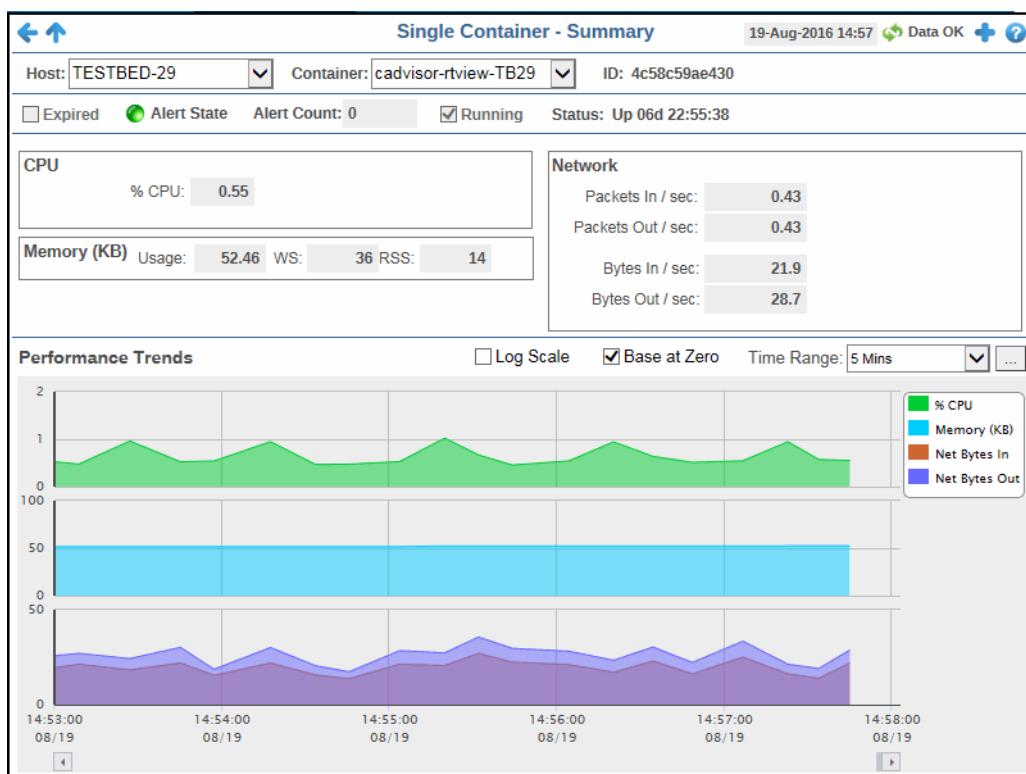 Single Container - Summary 19-Aug-2016 14:57 Data OK ?
Host: TESTBED-29 Container: cadvisor-rtview-TB29 ID: 4c58c59ae430
Expired Alert State Alert Count: 0 Running Status: Up 06d 22:55:38
CPU
% CPU: 0.55
Memory (KB) Usage: 52.46 WS: 36 RSS: 14
Network
Packets In / sec: 0.43
Packets Out / sec: 0.43
Bytes In / sec: 21.9
Bytes Out / sec: 28.7
Performance Trends Log Scale Base at Zero Time Range: 5 Mins ...
2
1
0
100
50
0
50
0
% CPU
Memory (KB)
Net Bytes In
Net Bytes Out
14:53:00 14:54:00 14:55:00 14:56:00 14:57:00 14:58:00
08/19 08/19 08/19 08/19 08/19 08/19